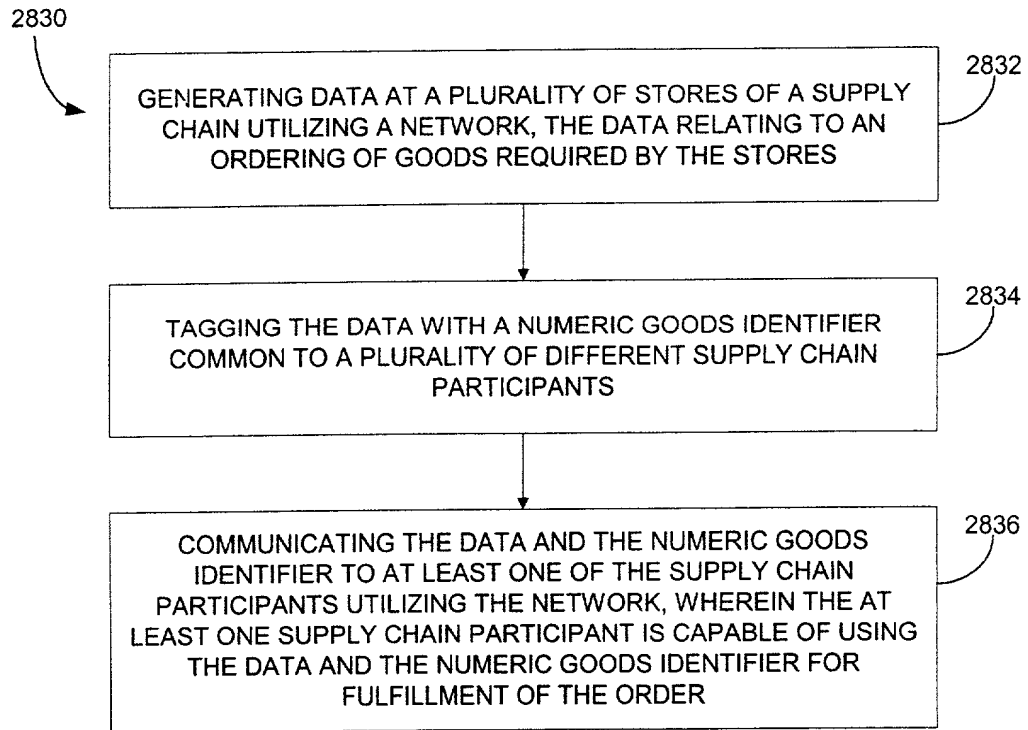 2830
2832
GENERATING DATA AT A PLURALITY OF STORES OF A SUPPLY
CHAIN UTILIZING A NETWORK, THE DATA RELATING TO AN
ORDERING OF GOODS REQUIRED BY THE STORES
2834
TAGGING THE DATA WITH A NUMERIC GOODS IDENTIFIER
COMMON TO A PLURALITY OF DIFFERENT SUPPLY CHAIN
PARTICIPANTS
2836
COMMUNICATING THE DATA AND THE NUMERIC GOODS
IDENTIFIER TO AT LEAST ONE OF THE SUPPLY CHAIN
PARTICIPANTS UTILIZING THE NETWORK, WHEREIN THE AT
LEAST ONE SUPPLY CHAIN PARTICIPANT IS CAPABLE OF USING
THE DATA AND THE NUMERIC GOODS IDENTIFIER FOR
FULFILLMENT OF THE ORDER